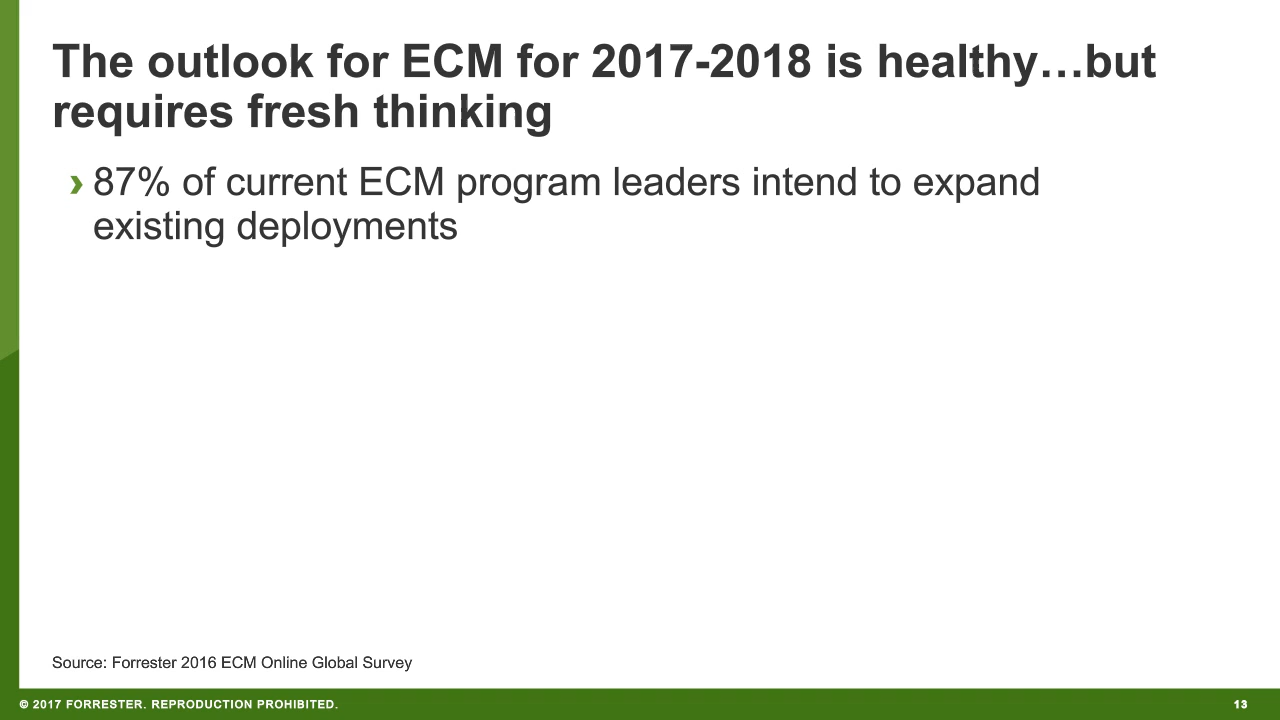 The outlook for ECM for 2017-2018 is healthy…but
requires fresh thinking
› 87% of current ECM program leaders intend to expand
existing deployments
Source: Forrester 2016 ECM Online Global Survey
© 2017 FORRESTER. REPRODUCTION PROHIBITED.
13